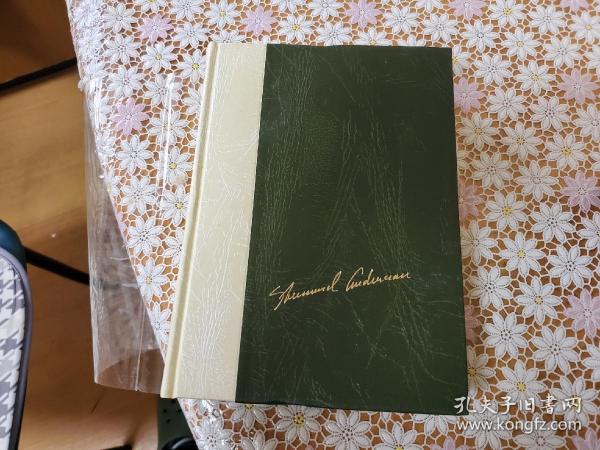 Sherwood Anderson
孔夫子旧书网
www.kongfz.com